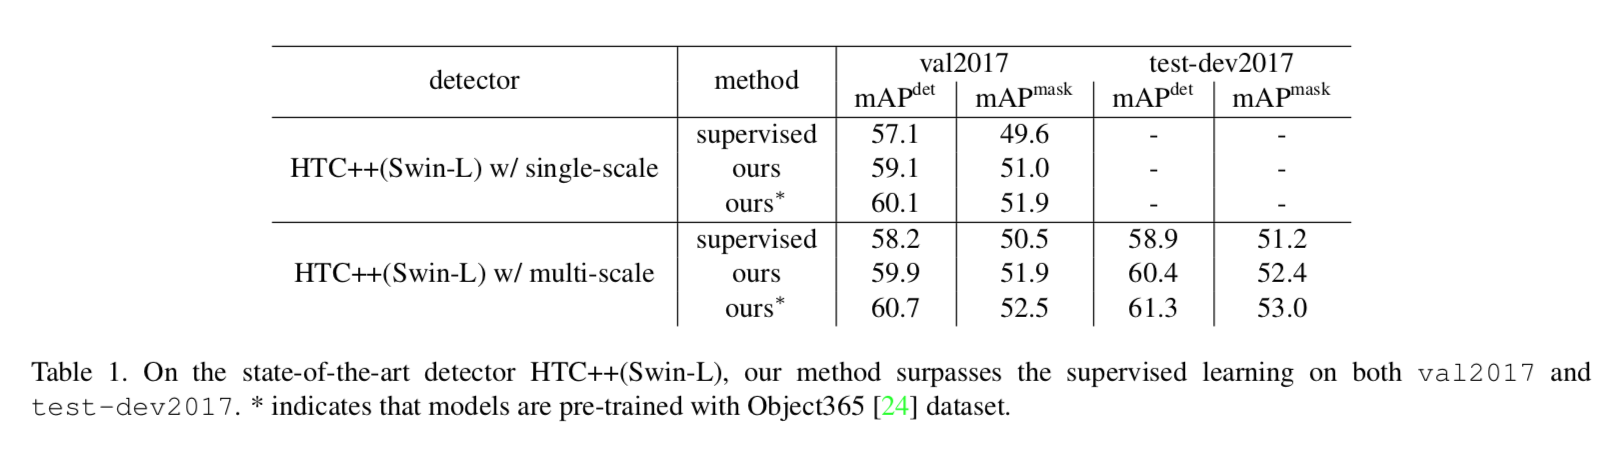 detector method val2017 test-dev2017
mAP^det mAP^mask mAP^det mAP^mask
HTC++(Swin-L) w/ single-scale supervised 57.1 49.6 - -
ours 59.1 51.0 - -
ours* 60.1 51.9 - -
HTC++(Swin-L) w/ multi-scale supervised 58.2 50.5 58.9 51.2
ours 59.9 51.9 60.4 52.4
ours* 60.7 52.5 61.3 53.0
Table 1. On the state-of-the-art detector HTC++(Swin-L), our method surpasses the supervised learning on both val2017 and
test-dev2017. * indicates that models are pre-trained with Object365 [24] dataset.